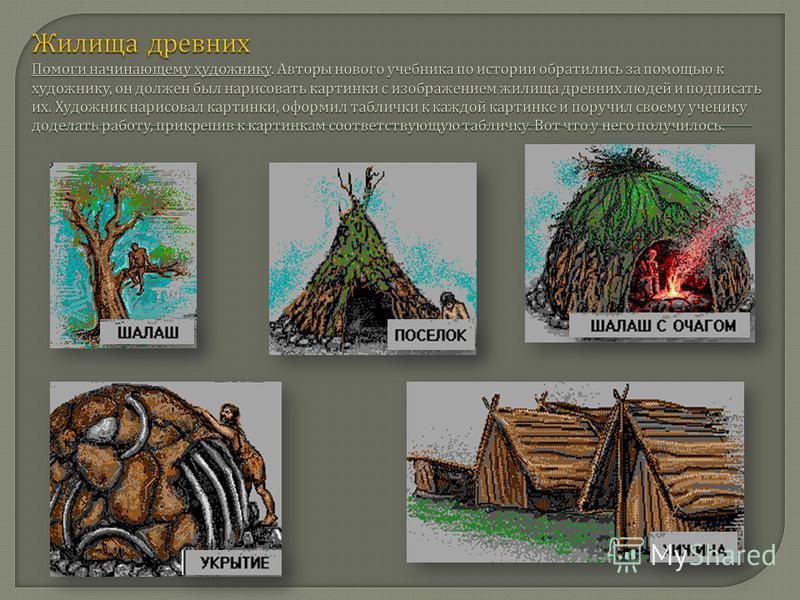 Жилища древних
Помоги начинающему художнику. Авторы нового учебника по истории обратились за помощью к
художнику, он должен был нарисовать картинки с изображением жилища древних людей и подписать
их. Художник нарисовал картинки, оформил таблички к каждой картинке и поручил своему ученику
доделать работу, прикрепив к картинкам соответствующую табличку. Вот что у него получилось.
ШАЛАШ
ПОСЕЛОК
ШАЛАШ С ОЧАГОМ
УКРЫТИЕ
ХИЖИНА
MyShared